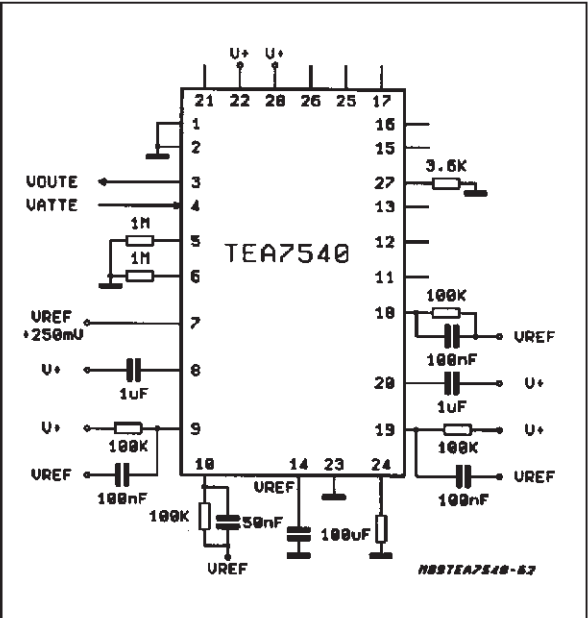 V+ V+
21 22 28 26 25 17
1
16
2
15
3.6K
VOUTE
3
27
VATTE
4
13
1M
5
12
1M
TEA7540
6
11
100K
18
VREF
+250mV
7
100nF
VREF
V+
8
20
V+
1uF
1uF
V+
9
19
V+
100K
100K
VREF
VREF
100nF
100nF
10 14 23 24
VREF
100K
50nF
100uF
VREF
M89TEA7540-67